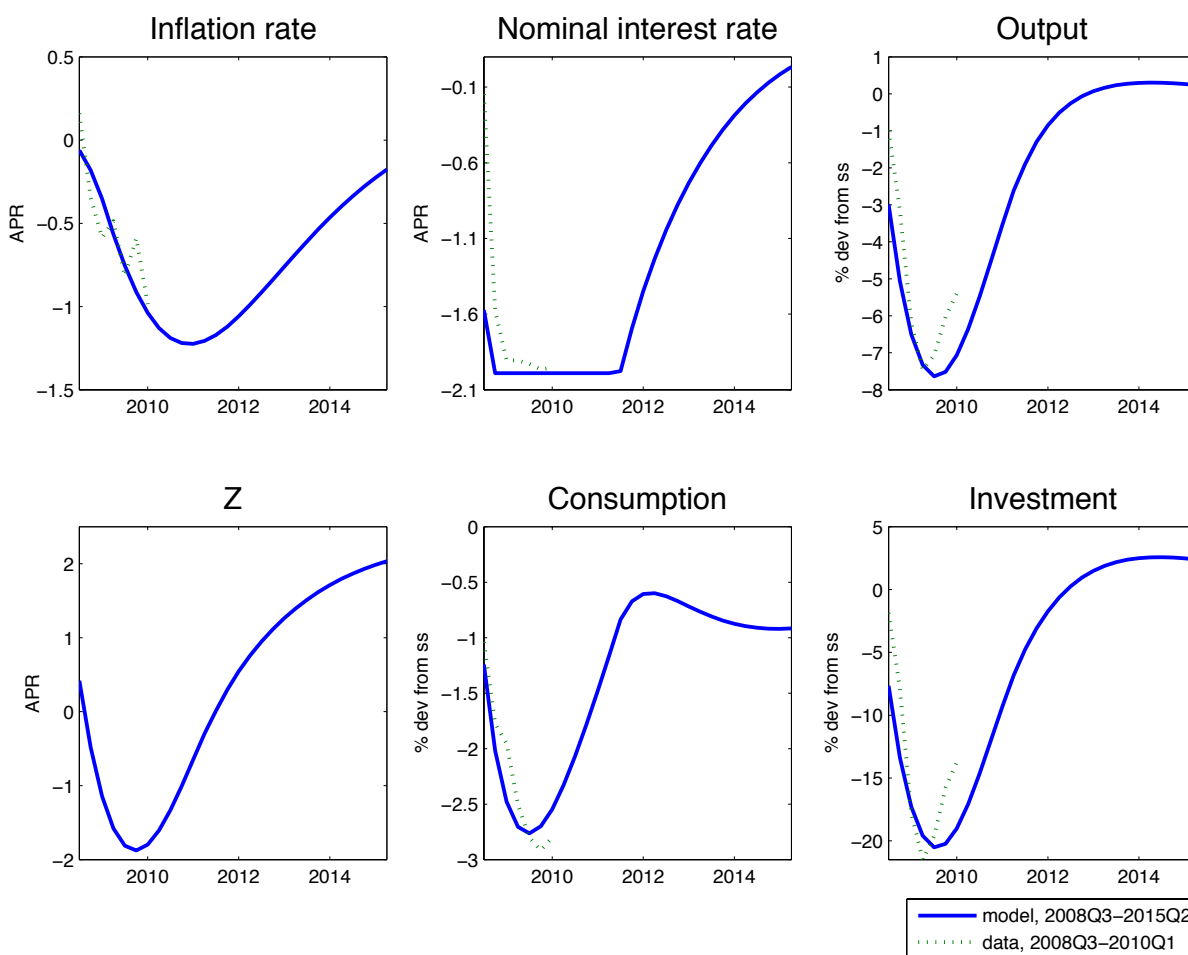 Inflation rate
0.5
0
−0.5
−1
−1.5
APR
2010 2012 2014
Nominal interest rate
−0.1
−0.6
−1.1
−1.6
−2.1
APR
2010 2012 2014
Output
1
0
−1
−2
−3
−4
−5
−6
−7
−8
% dev from ss
2010 2012 2014
Z
2
1
0
−1
−2
APR
2010 2012 2014
Consumption
0
−0.5
−1
−1.5
−2
−2.5
−3
% dev from ss
2010 2012 2014
Investment
5
0
−5
−10
−15
−20
% dev from ss
2010 2012 2014
model, 2008Q3−2015Q2
data, 2008Q3−2010Q1